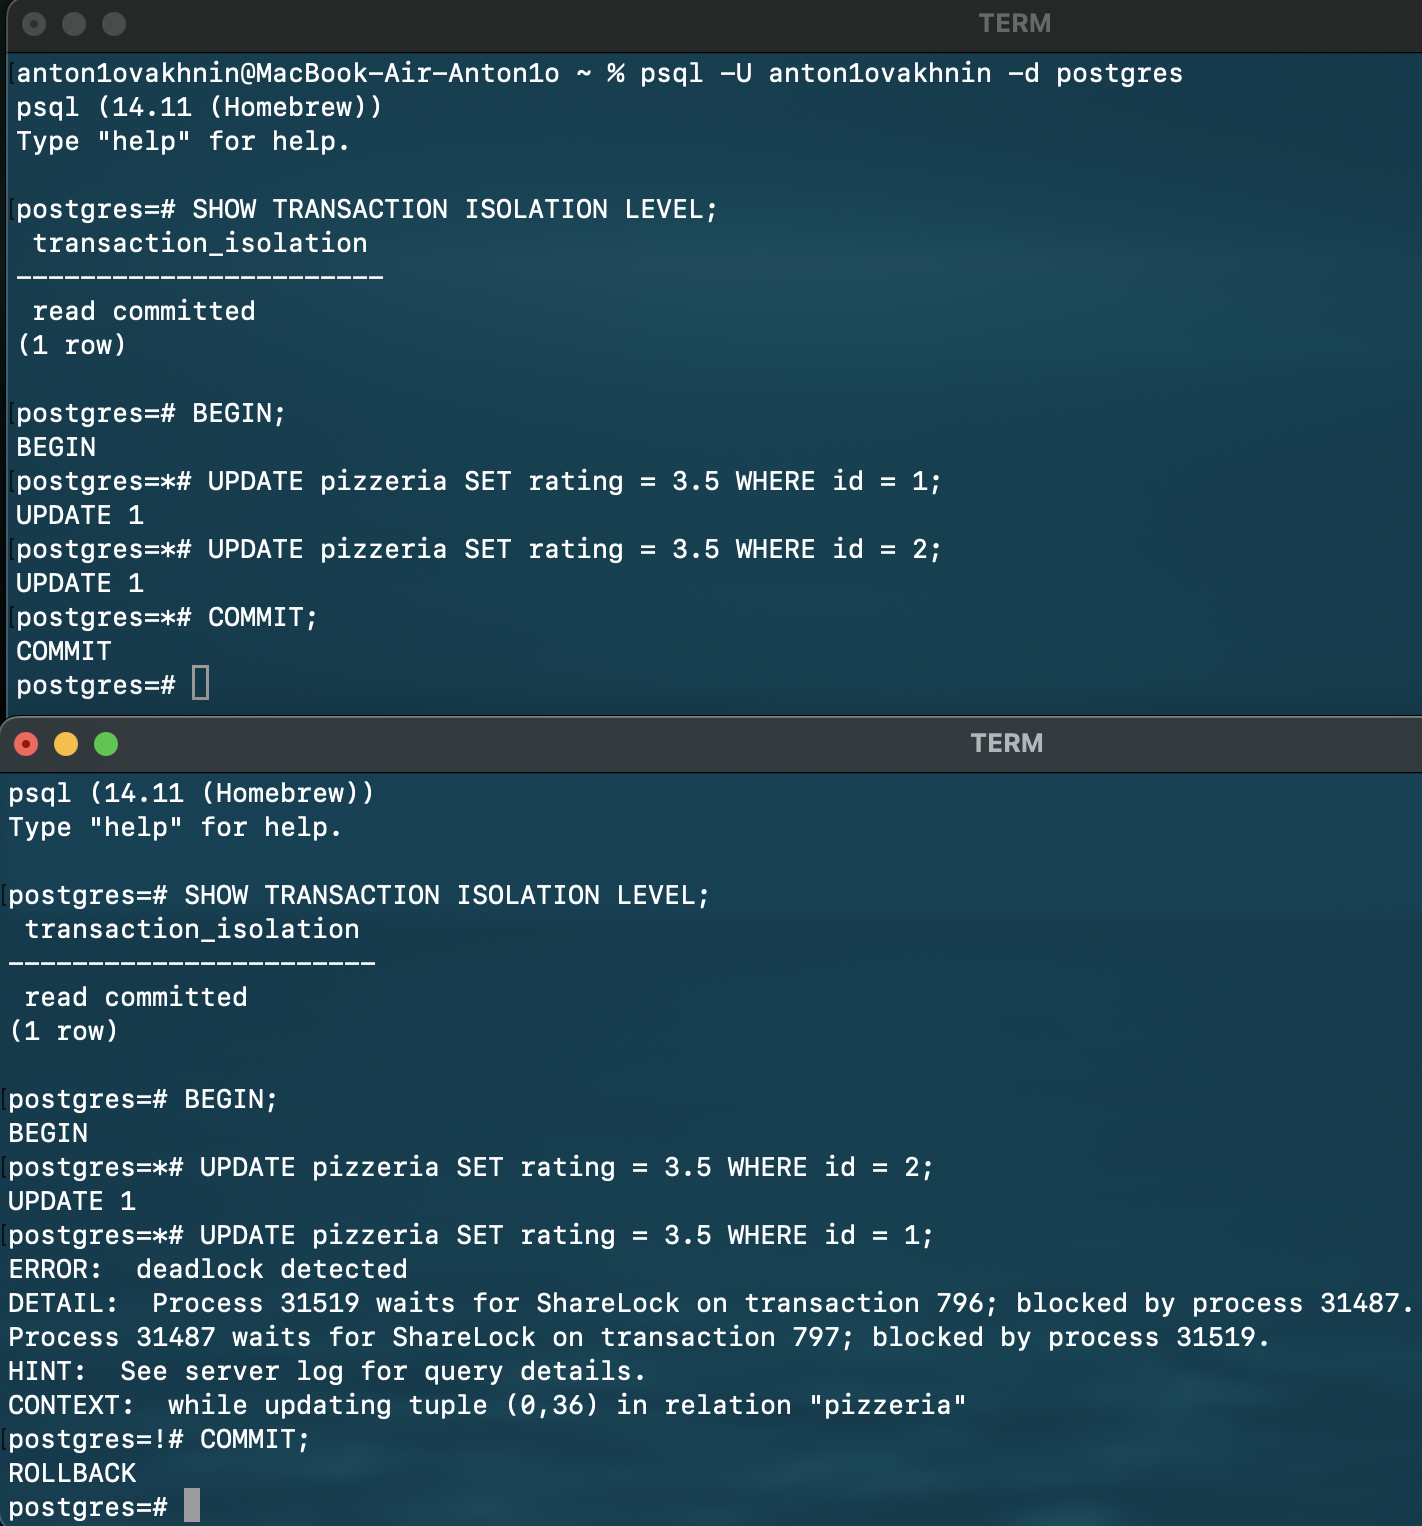 TERM
anton1ovakhnin@MacBook-Air-Anton1o ~ % psql -U anton1ovakhnin -d postgres
psql (14.11 (Homebrew))
Type "help" for help.
postgres=# SHOW TRANSACTION ISOLATION LEVEL;
transaction_isolation
-----------------------
read committed
(1 row)
postgres=# BEGIN;
BEGIN
postgres=*# UPDATE pizzeria SET rating = 3.5 WHERE id = 1;
UPDATE 1
postgres=*# UPDATE pizzeria SET rating = 3.5 WHERE id = 2;
UPDATE 1
postgres=*# COMMIT;
COMMIT
postgres=#
TERM
psql (14.11 (Homebrew))
Type "help" for help.
postgres=# SHOW TRANSACTION ISOLATION LEVEL;
transaction_isolation
-----------------------
read committed
(1 row)
postgres=# BEGIN;
BEGIN
postgres=*# UPDATE pizzeria SET rating = 3.5 WHERE id = 2;
UPDATE 1
postgres=*# UPDATE pizzeria SET rating = 3.5 WHERE id = 1;
ERROR:  deadlock detected
DETAIL:  Process 31519 waits for ShareLock on transaction 796; blocked by process 31487.
Process 31487 waits for ShareLock on transaction 797; blocked by process 31519.
HINT:  See server log for query details.
CONTEXT:  while updating tuple (0,36) in relation "pizzeria"
postgres=!# COMMIT;
ROLLBACK
postgres=#